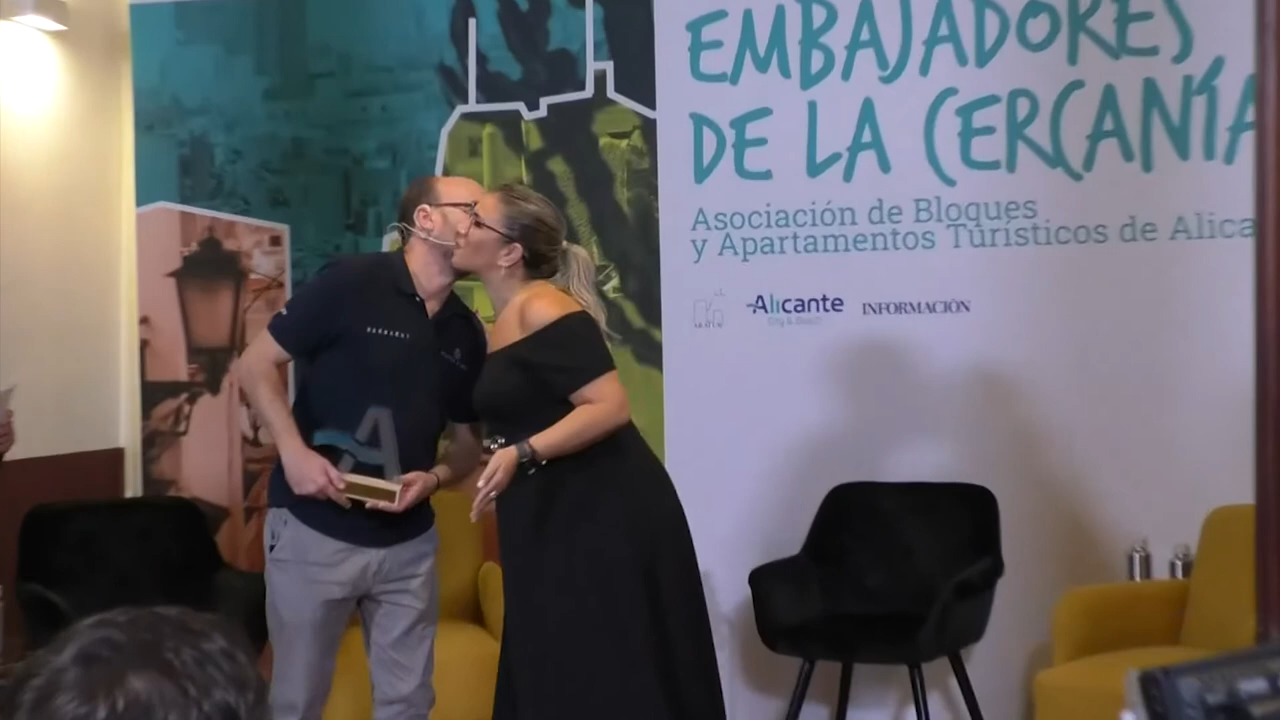 EMBAJADORES
DE LA CERCANÍA
Asociación de Bloques
y Apartamentos Turísticos de Alica
Alicante
City & Beach
INFORMACIÓN